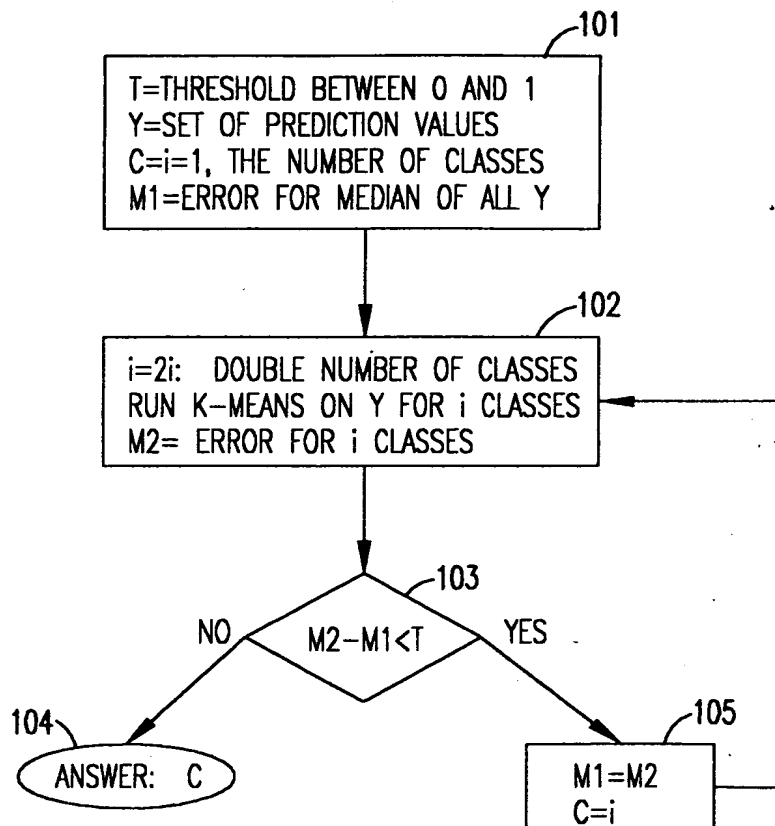 101
T=THRESHOLD BETWEEN 0 AND 1
Y=SET OF PREDICTION VALUES
C=i=1, THE NUMBER OF CLASSES
M1=ERROR FOR MEDIAN OF ALL Y
102
i=2i: DOUBLE NUMBER OF CLASSES
RUN K-MEANS ON Y FOR i CLASSES
M2= ERROR FOR i CLASSES
103
NO
M2-M1<T
YES
104
ANSWER: C
105
M1=M2
C=i